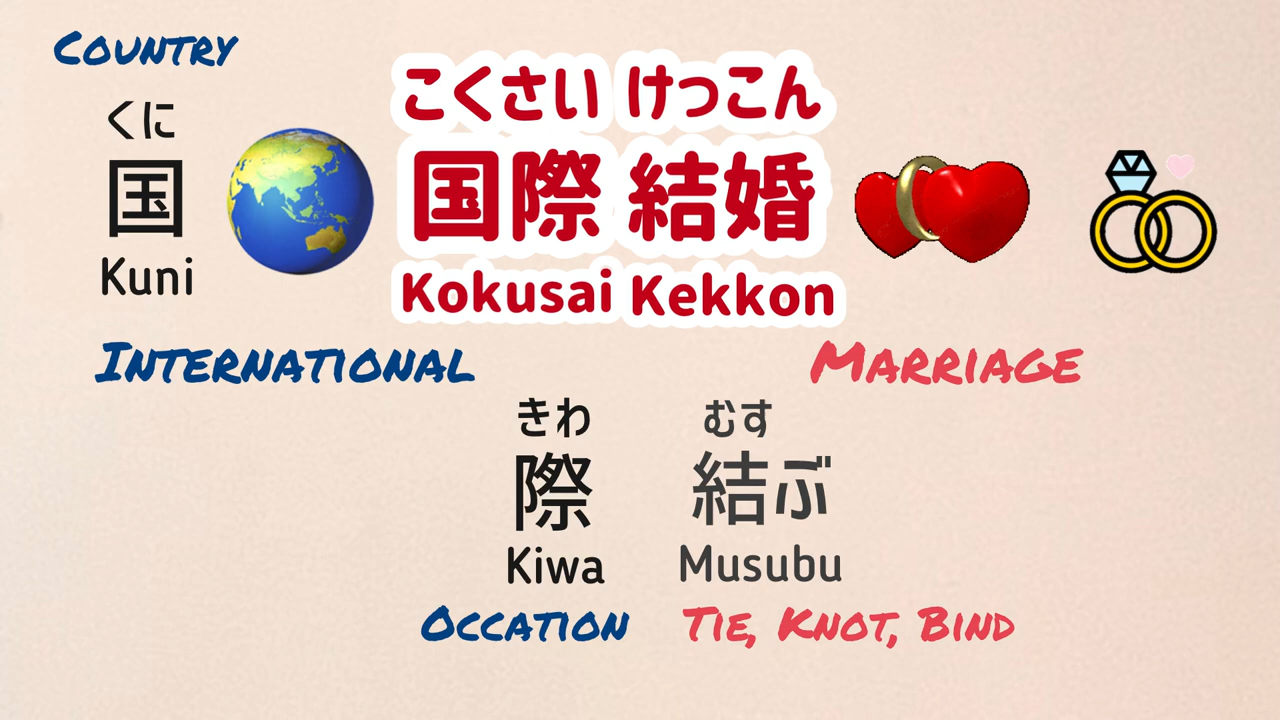 COUNTRY
くに
国
Kuni
こくさい けっこん
国際 結婚
Kokusai Kekkon
INTERNATIONAL
MARRIAGE
きわ
際
Kiwa
OCCATION
むす
結ぶ
Musubu
TIE, KNOT, BIND